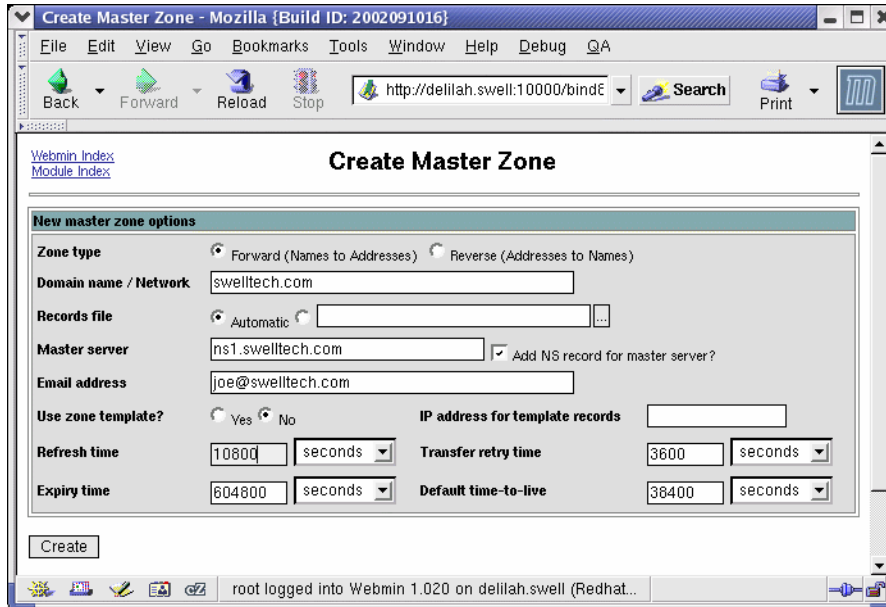 Create Master Zone - Mozilla {Build ID: 2002091016}
File Edit View Go Bookmarks Tools Window Help Debug QA
Back Forward Reload Stop http://delilah.swell:10000/bind8 Search Print
Webmin Index
Module Index
Create Master Zone
New master zone options
Zone type Forward (Names to Addresses) Reverse (Addresses to Names)
Domain name / Network swelltech.com
Records file Automatic ...
Master server ns1.swelltech.com Add NS record for master server?
Email address joe@swelltech.com
Use zone template? Yes No IP address for template records
Refresh time 10800 seconds Transfer retry time 3600 seconds
Expiry time 604800 seconds Default time-to-live 38400 seconds
Create
root logged into Webmin 1.020 on delilah.swell (Redhat...